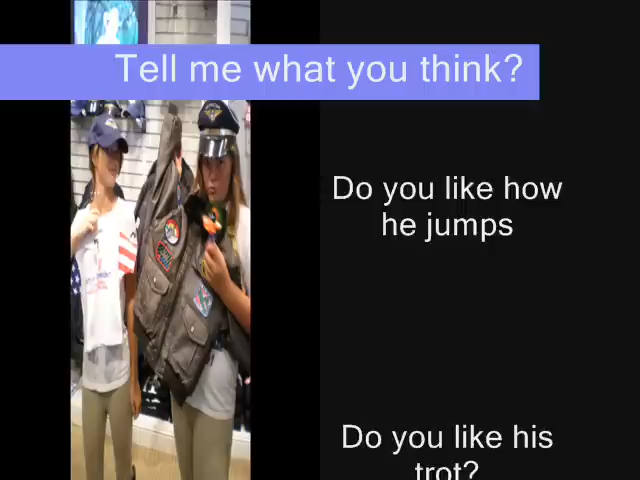 Tell me what you think?
Do you like how
he jumps
Do you like his
trot?